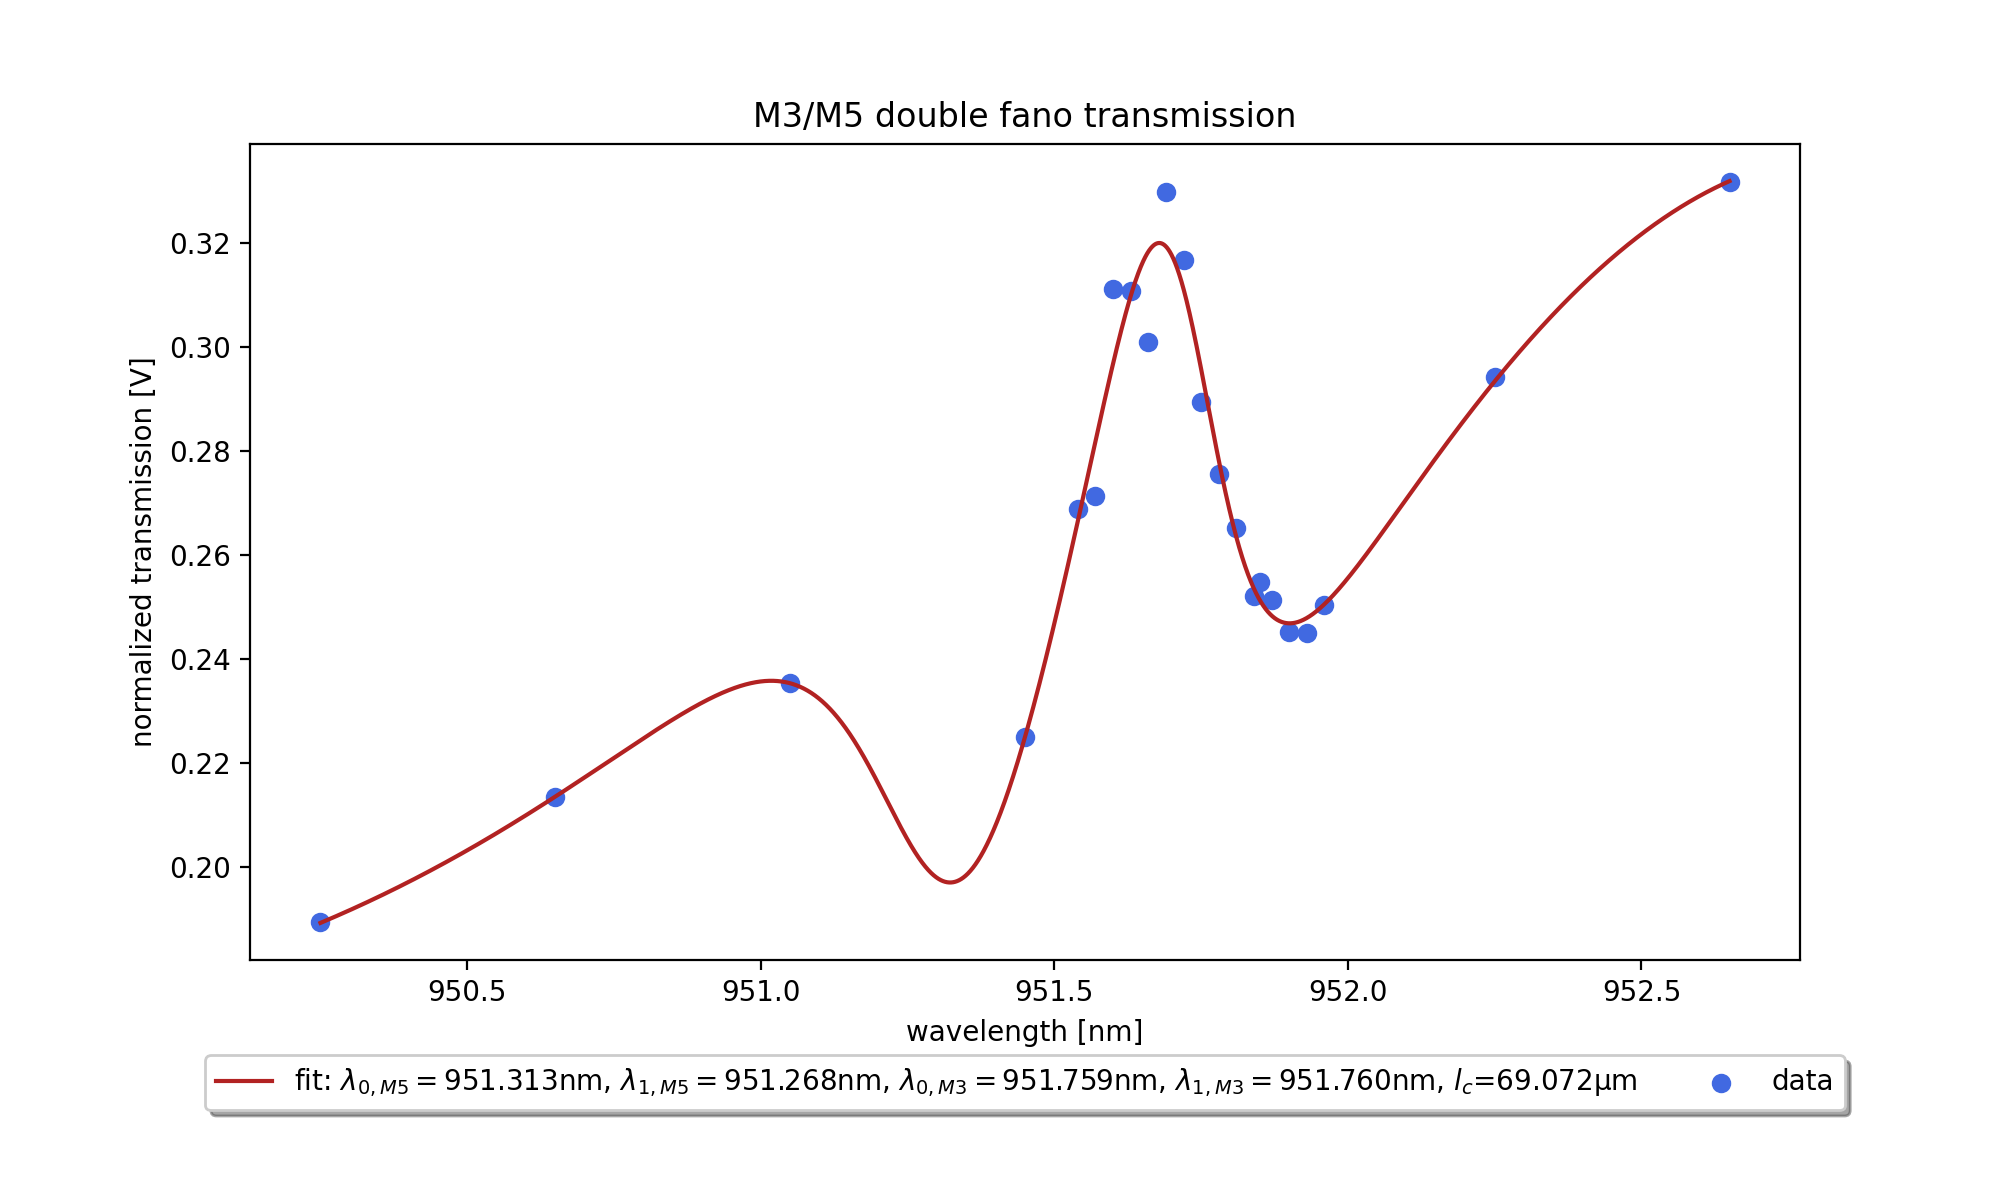 M3/M5 double fano transmission
normalized transmission [V]
0.32
0.30
0.28
0.26
0.24
0.22
0.20
950.5 951.0 951.5 952.0 952.5
wavelength [nm]
fit: λ₀,M5 = 951.313nm, λ₁,M5 = 951.268nm, λ₀,M3 = 951.759nm, λ₁,M3 = 951.760nm, l_c=69.072μm data